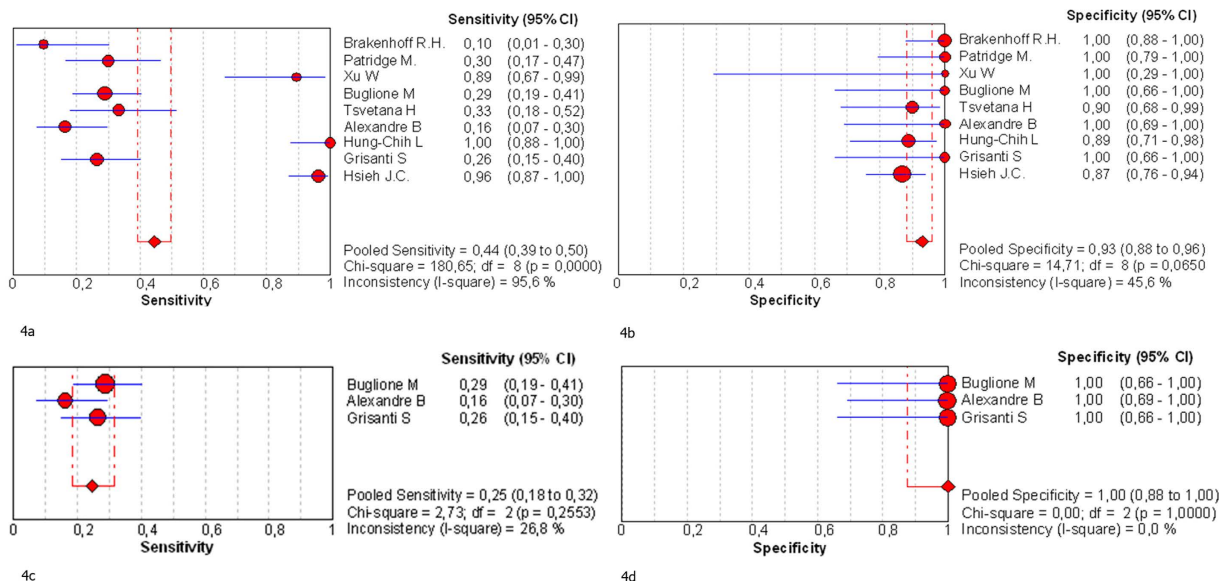 Sensitivity (95% CI)
Brakenhoff R.H. 0,10 (0,01 - 0,30)
Patridge M. 0,30 (0,17 - 0,47)
Xu W 0,89 (0,67 - 0,99)
Buglione M 0,29 (0,19 - 0,41)
Tsvetana H 0,33 (0,18 - 0,52)
Alexandre B 0,16 (0,07 - 0,30)
Hung-Chih L 1,00 (0,88 - 1,00)
Grisanti S 0,26 (0,15 - 0,40)
Hsieh J.C. 0,96 (0,87 - 1,00)
Pooled Sensitivity = 0,44 (0,39 to 0,50)
Chi-square = 180,65; df = 8 (p = 0,0000)
Inconsistency (I-square) = 95,6 %
0 0,2 0,4 0,6 0,8 1
Sensitivity
4a
Specificity (95% CI)
Brakenhoff R.H. 1,00 (0,88 - 1,00)
Patridge M. 1,00 (0,79 - 1,00)
Xu W 1,00 (0,29 - 1,00)
Buglione M 1,00 (0,66 - 1,00)
Tsvetana H 0,90 (0,68 - 0,99)
Alexandre B 1,00 (0,69 - 1,00)
Hung-Chih L 0,89 (0,71 - 0,98)
Grisanti S 1,00 (0,66 - 1,00)
Hsieh J.C. 0,87 (0,76 - 0,94)
Pooled Specificity = 0,93 (0,88 to 0,96)
Chi-square = 14,71; df = 8 (p = 0,0650
Inconsistency (I-square) = 45,6 %
0 0,2 0,4 0,6 0,8 1
Specificity
4b
Sensitivity (95% CI)
Buglione M 0,29 (0,19 - 0,41)
Alexandre B 0,16 (0,07 - 0,30)
Grisanti S 0,26 (0,15 - 0,40)
Pooled Sensitivity = 0,25 (0,18 to 0,32)
Chi-square = 2,73; df = 2 (p = 0,2553)
Inconsistency (I-square) = 26,8 %
0 0,2 0,4 0,6 0,8 1
Sensitivity
4c
Specificity (95% CI)
Buglione M 1,00 (0,66 - 1,00)
Alexandre B 1,00 (0,69 - 1,00)
Grisanti S 1,00 (0,66 - 1,00)
Pooled Specificity = 1,00 (0,88 to 1,00)
Chi-square = 0,00; df = 2 (p = 1,0000)
Inconsistency (I-square) = 0,0 %
0 0,2 0,4 0,6 0,8 1
Specificity
4d